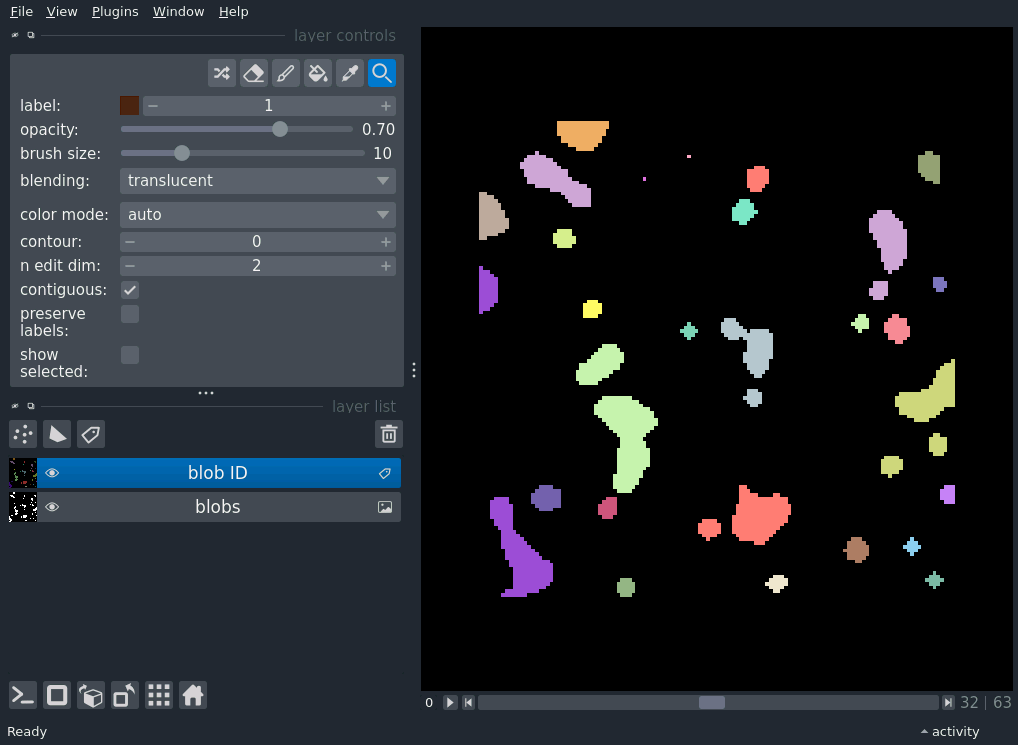 File View Plugins Window Help
layer controls
label: 1
opacity: 0.70
brush size: 10
blending: translucent
color mode: auto
contour: 0
n edit dim: 2
contiguous:
preserve
labels:
show
selected:
layer list
blob ID
blobs
0 32 | 63
Ready activity